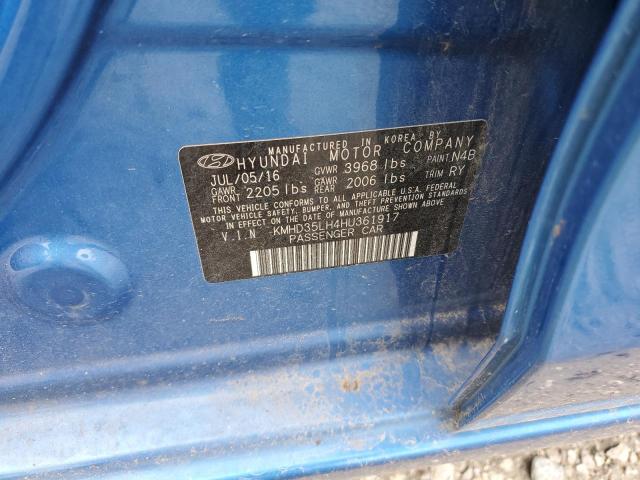 MANUFACTURED IN KOREA BY
HYUNDAI MOTOR COMPANY
JUL/05/16 GVWR 3968 lbs PAINT:N4B
GAWR FRONT 2205 lbs GAWR REAR 2006 lbs TRIM RY
THIS VEHICLE CONFORMS TO ALL APPLICABLE U.S.A. FEDERAL
MOTOR VEHICLE SAFETY, BUMPER, AND THEFT PREVENTION STANDARDS
IN EFFECT ON THE DATE OF MANUFACTURE SHOWN ABOVE.
V.I.N KMHD35LH4HU361917
PASSENGER CAR